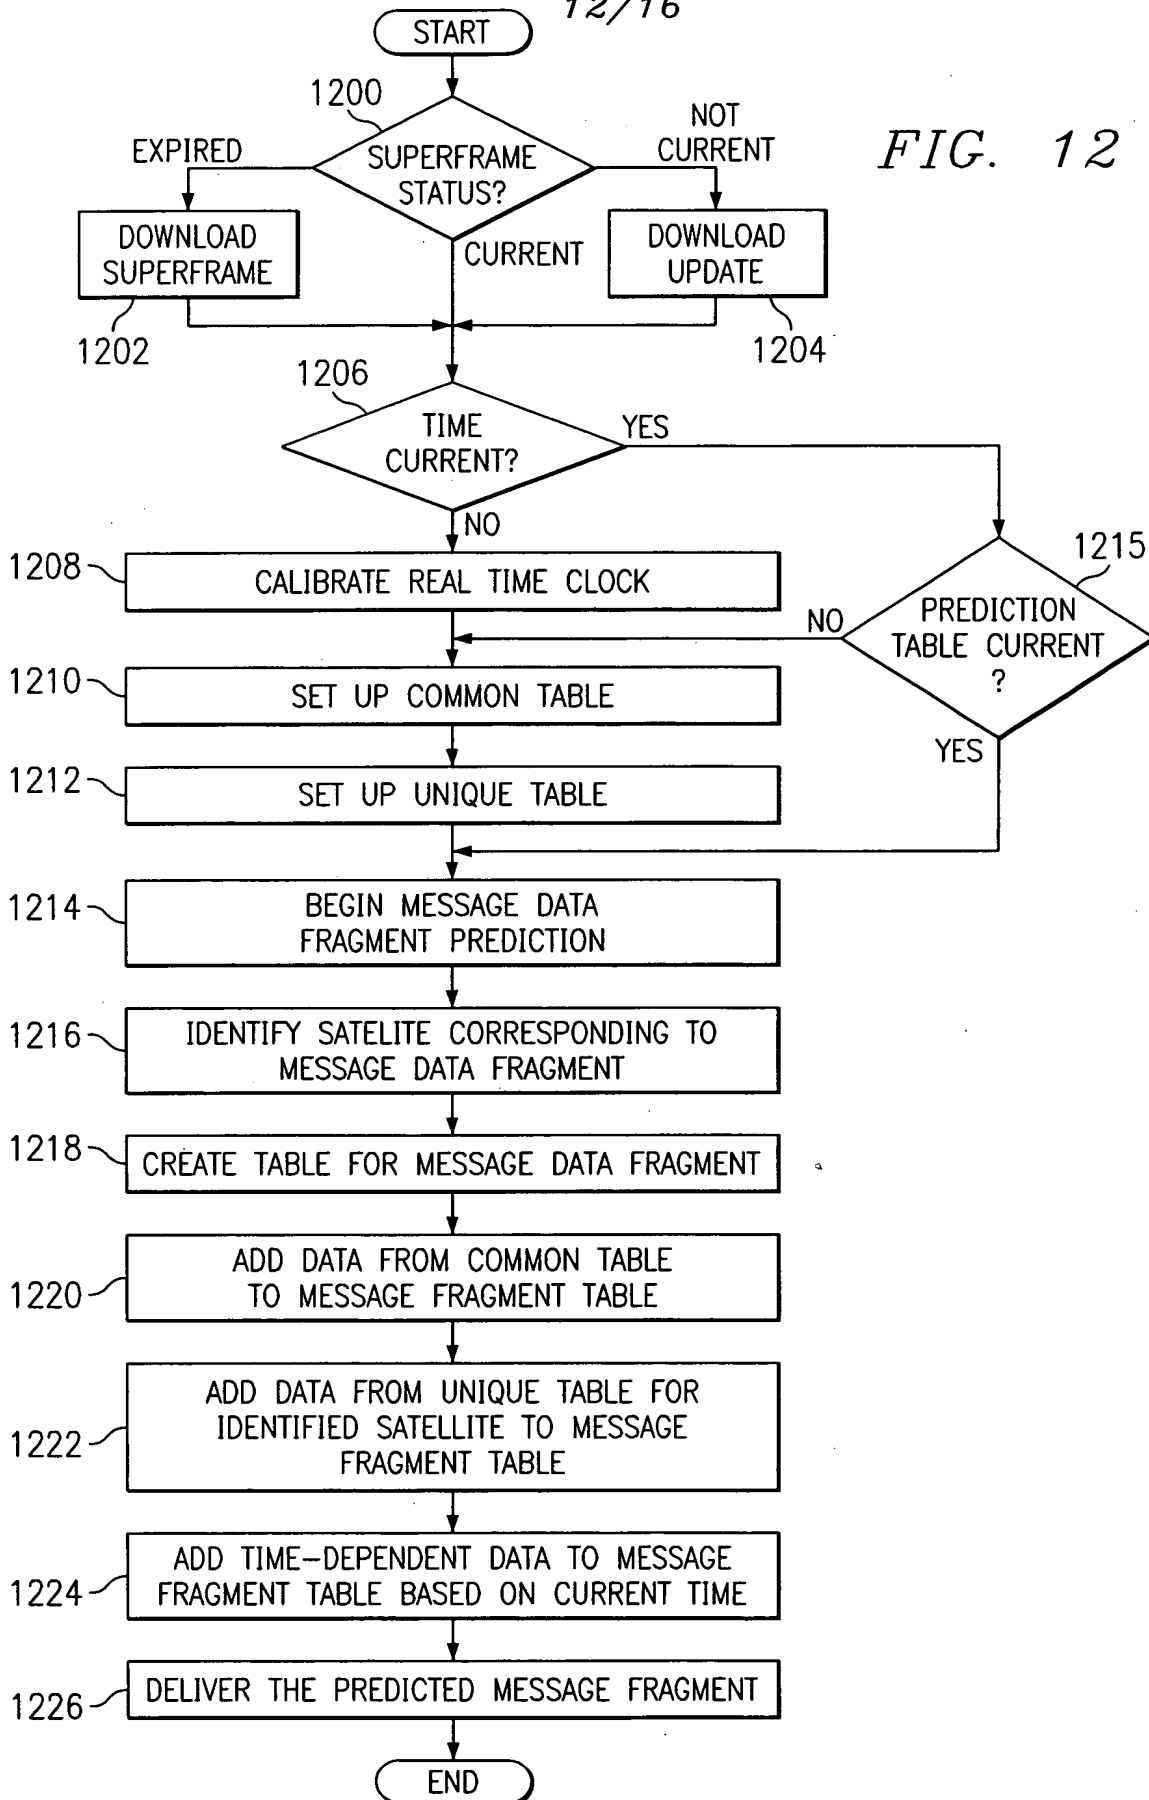 12/16
START
1200
SUPERFRAME
STATUS?
EXPIRED
NOT
CURRENT
FIG. 12
DOWNLOAD
SUPERFRAME
CURRENT
DOWNLOAD
UPDATE
1202
1204
1206
TIME
CURRENT?
YES
NO
1208
CALIBRATE REAL TIME CLOCK
1215
PREDICTION
TABLE CURRENT
?
NO
YES
1210
SET UP COMMON TABLE
1212
SET UP UNIQUE TABLE
1214
BEGIN MESSAGE DATA
FRAGMENT PREDICTION
1216
IDENTIFY SATELITE CORRESPONDING TO
MESSAGE DATA FRAGMENT
1218
CREATE TABLE FOR MESSAGE DATA FRAGMENT
1220
ADD DATA FROM COMMON TABLE
TO MESSAGE FRAGMENT TABLE
1222
ADD DATA FROM UNIQUE TABLE FOR
IDENTIFIED SATELLITE TO MESSAGE
FRAGMENT TABLE
1224
ADD TIME-DEPENDENT DATA TO MESSAGE
FRAGMENT TABLE BASED ON CURRENT TIME
1226
DELIVER THE PREDICTED MESSAGE FRAGMENT
END